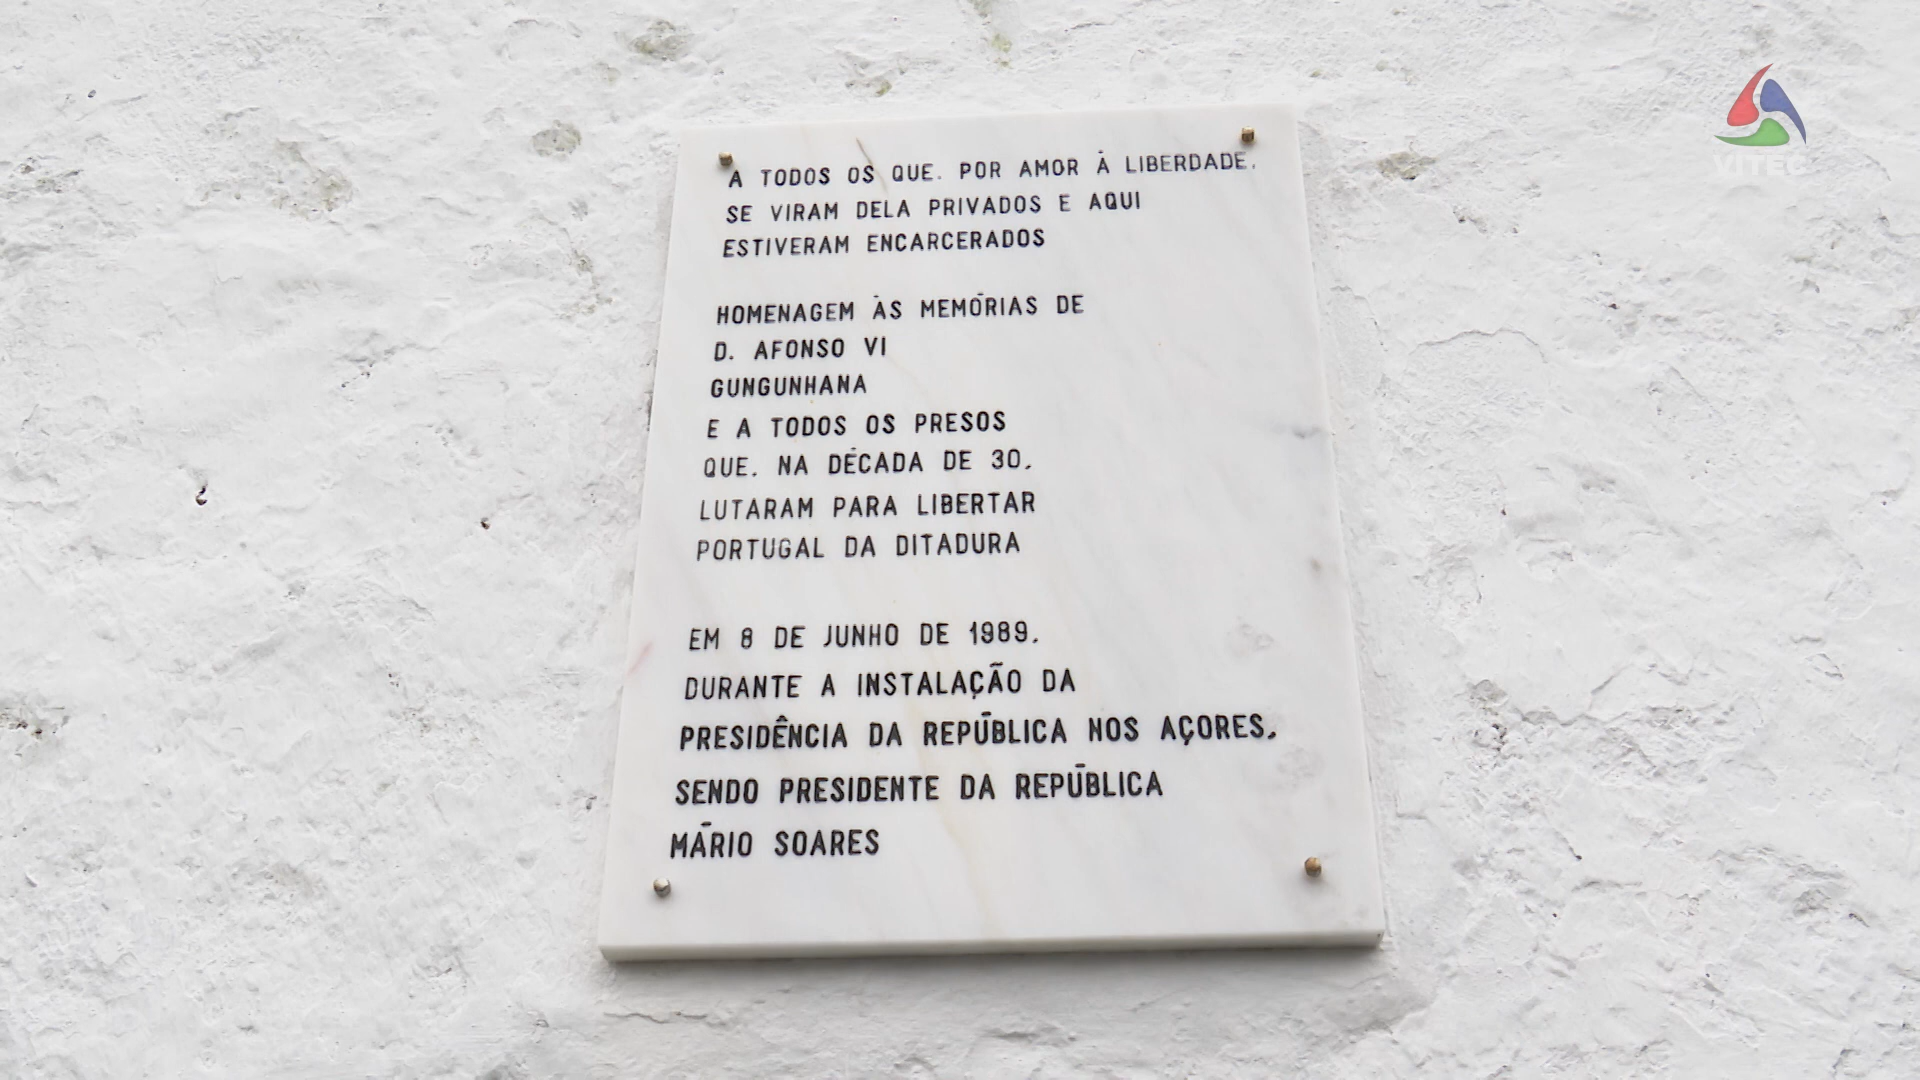 A TODOS OS QUE, POR AMOR À LIBERDADE,
SE VIRAM DELA PRIVADOS E AQUI
ESTIVERAM ENCARCERADOS
HOMENAGEM ÀS MEMÓRIAS DE
D. AFONSO VI
GUNGUNHANA
E A TODOS OS PRESOS
QUE, NA DÉCADA DE 30,
LUTARAM PARA LIBERTAR
PORTUGAL DA DITADURA
EM 8 DE JUNHO DE 1989,
DURANTE A INSTALAÇÃO DA
PRESIDÊNCIA DA REPÚBLICA NOS AÇORES,
SENDO PRESIDENTE DA REPÚBLICA
MÁRIO SOARES
VITEC